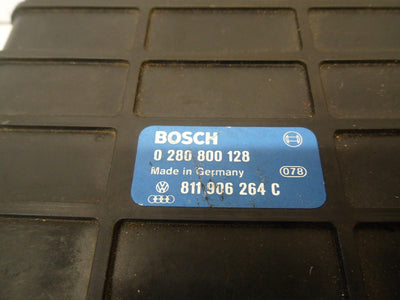 BOSCH
0 280 800 128
Made in Germany 078
811 906 264 C